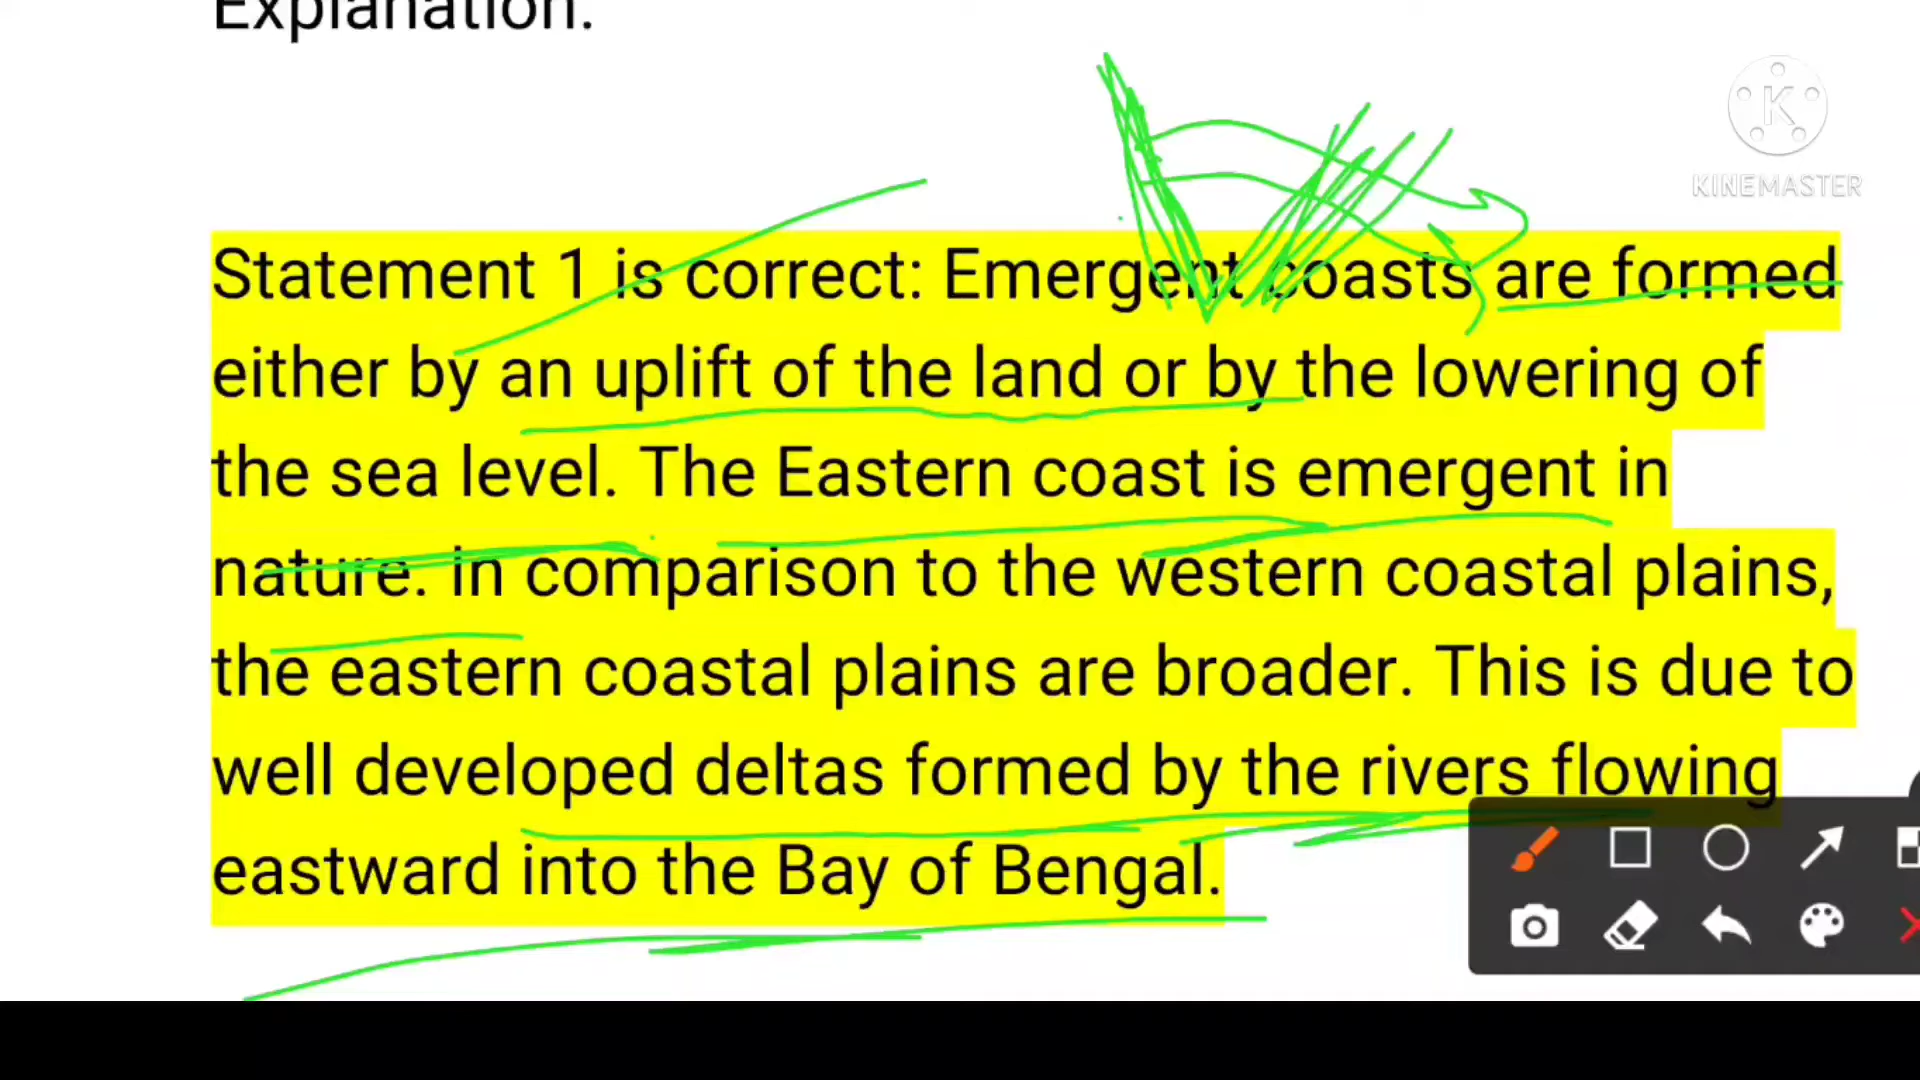 Explanation.
KINEMASTER
Statement 1 is correct: Emergent coasts are formed
either by an uplift of the land or by the lowering of
the sea level. The Eastern coast is emergent in
nature. In comparison to the western coastal plains,
the eastern coastal plains are broader. This is due to
well developed deltas formed by the rivers flowing
eastward into the Bay of Bengal.